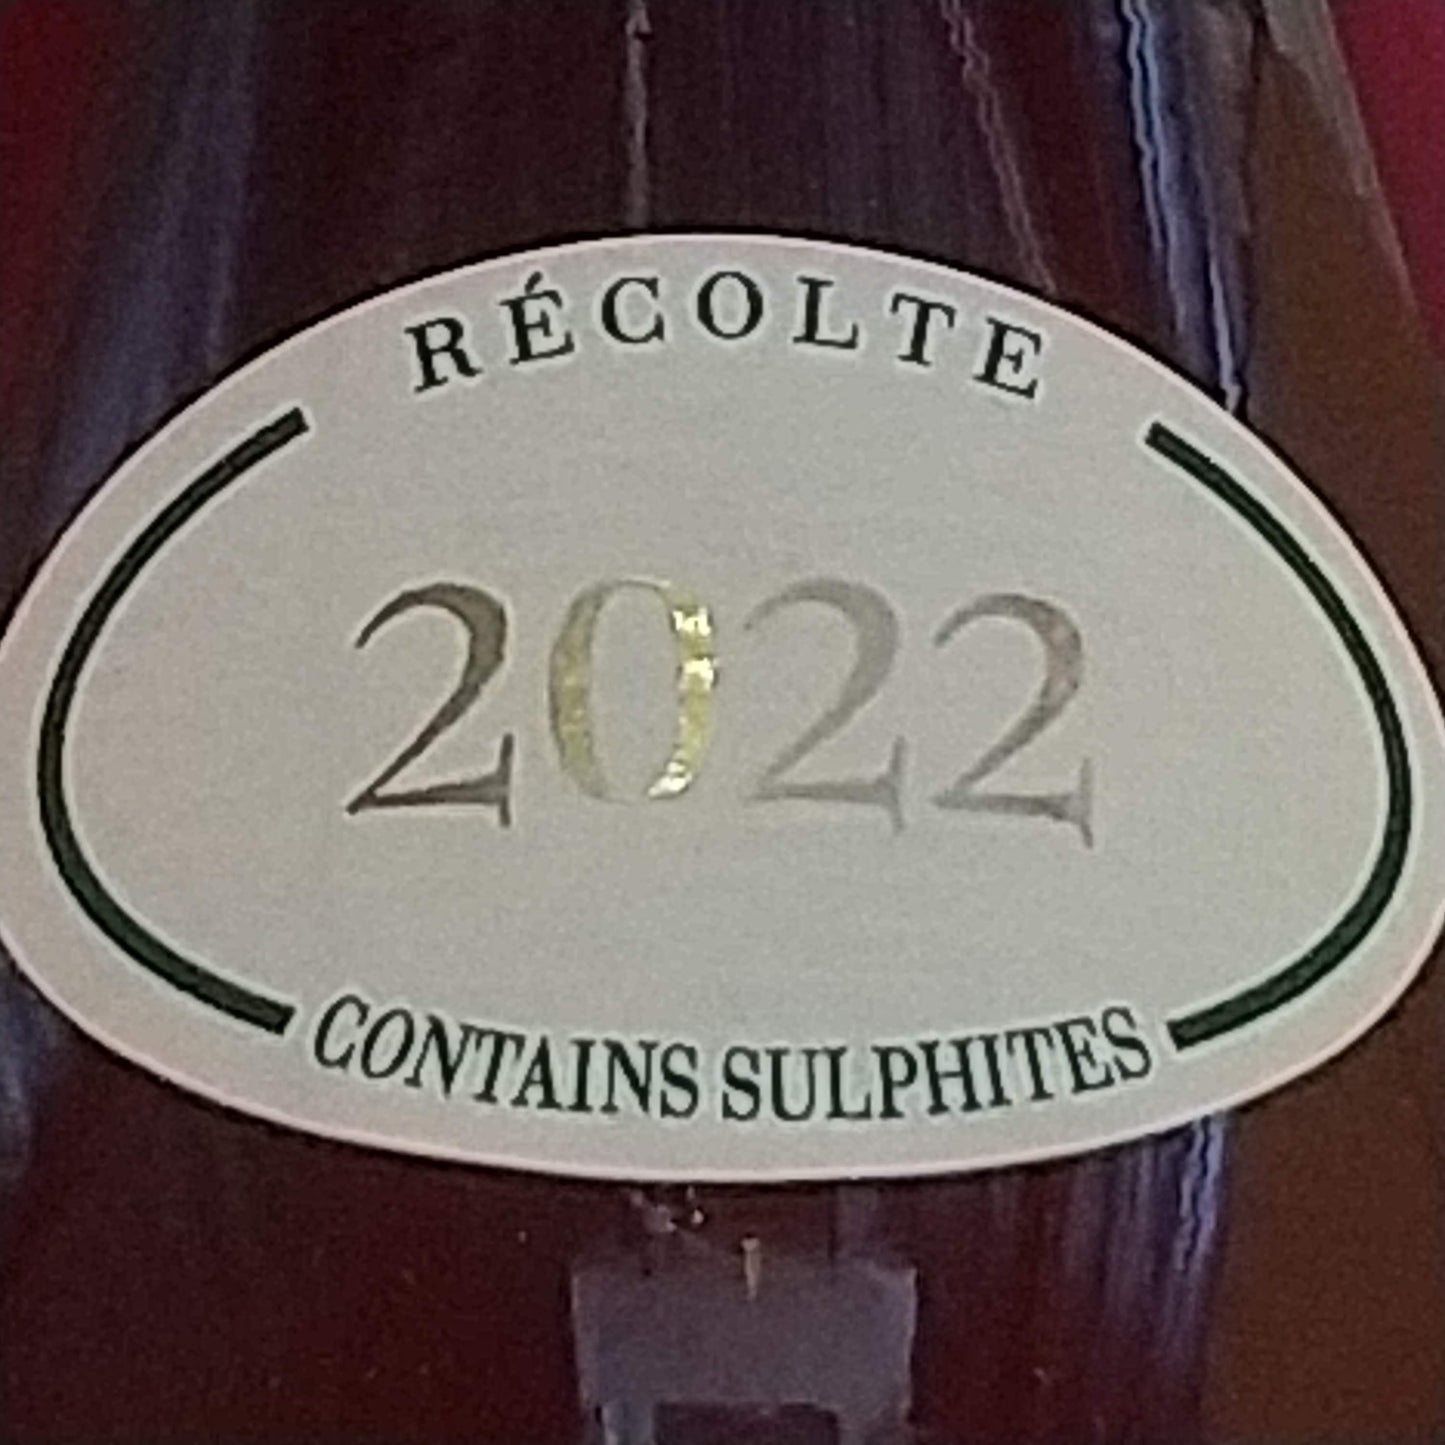 RÉCOLTE
2022
CONTAINS SULPHITES